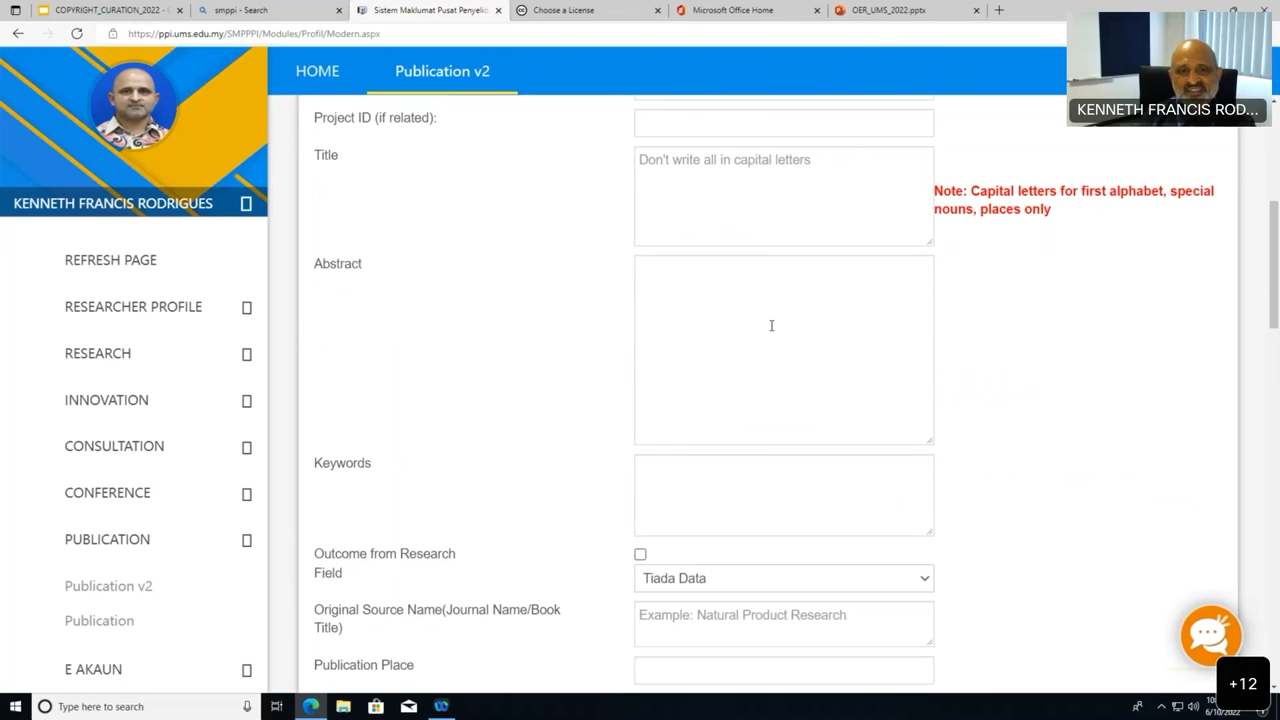 COPYRIGHT_CURATION_2022 -
smppi - Search
Sistem Maklumat Pusat Penyelid
Choose a License
Microsoft Office Home
OER_UMS_2022.pptx
https://ppi.ums.edu.my/SMPPPI/Modules/Profil/Modern.aspx
HOME
Publication v2
KENNETH FRANCIS ROD...
Project ID (if related):
Title
Don't write all in capital letters
Note: Capital letters for first alphabet, special
nouns, places only
KENNETH FRANCIS RODRIGUES
REFRESH PAGE
RESEARCHER PROFILE
RESEARCH
INNOVATION
CONSULTATION
CONFERENCE
PUBLICATION
Publication v2
Publication
E AKAUN
Abstract
Keywords
Outcome from Research
Field
Tiada Data
Original Source Name(Journal Name/Book
Title)
Example: Natural Product Research
Publication Place
+12
Type here to search
6/10/2022